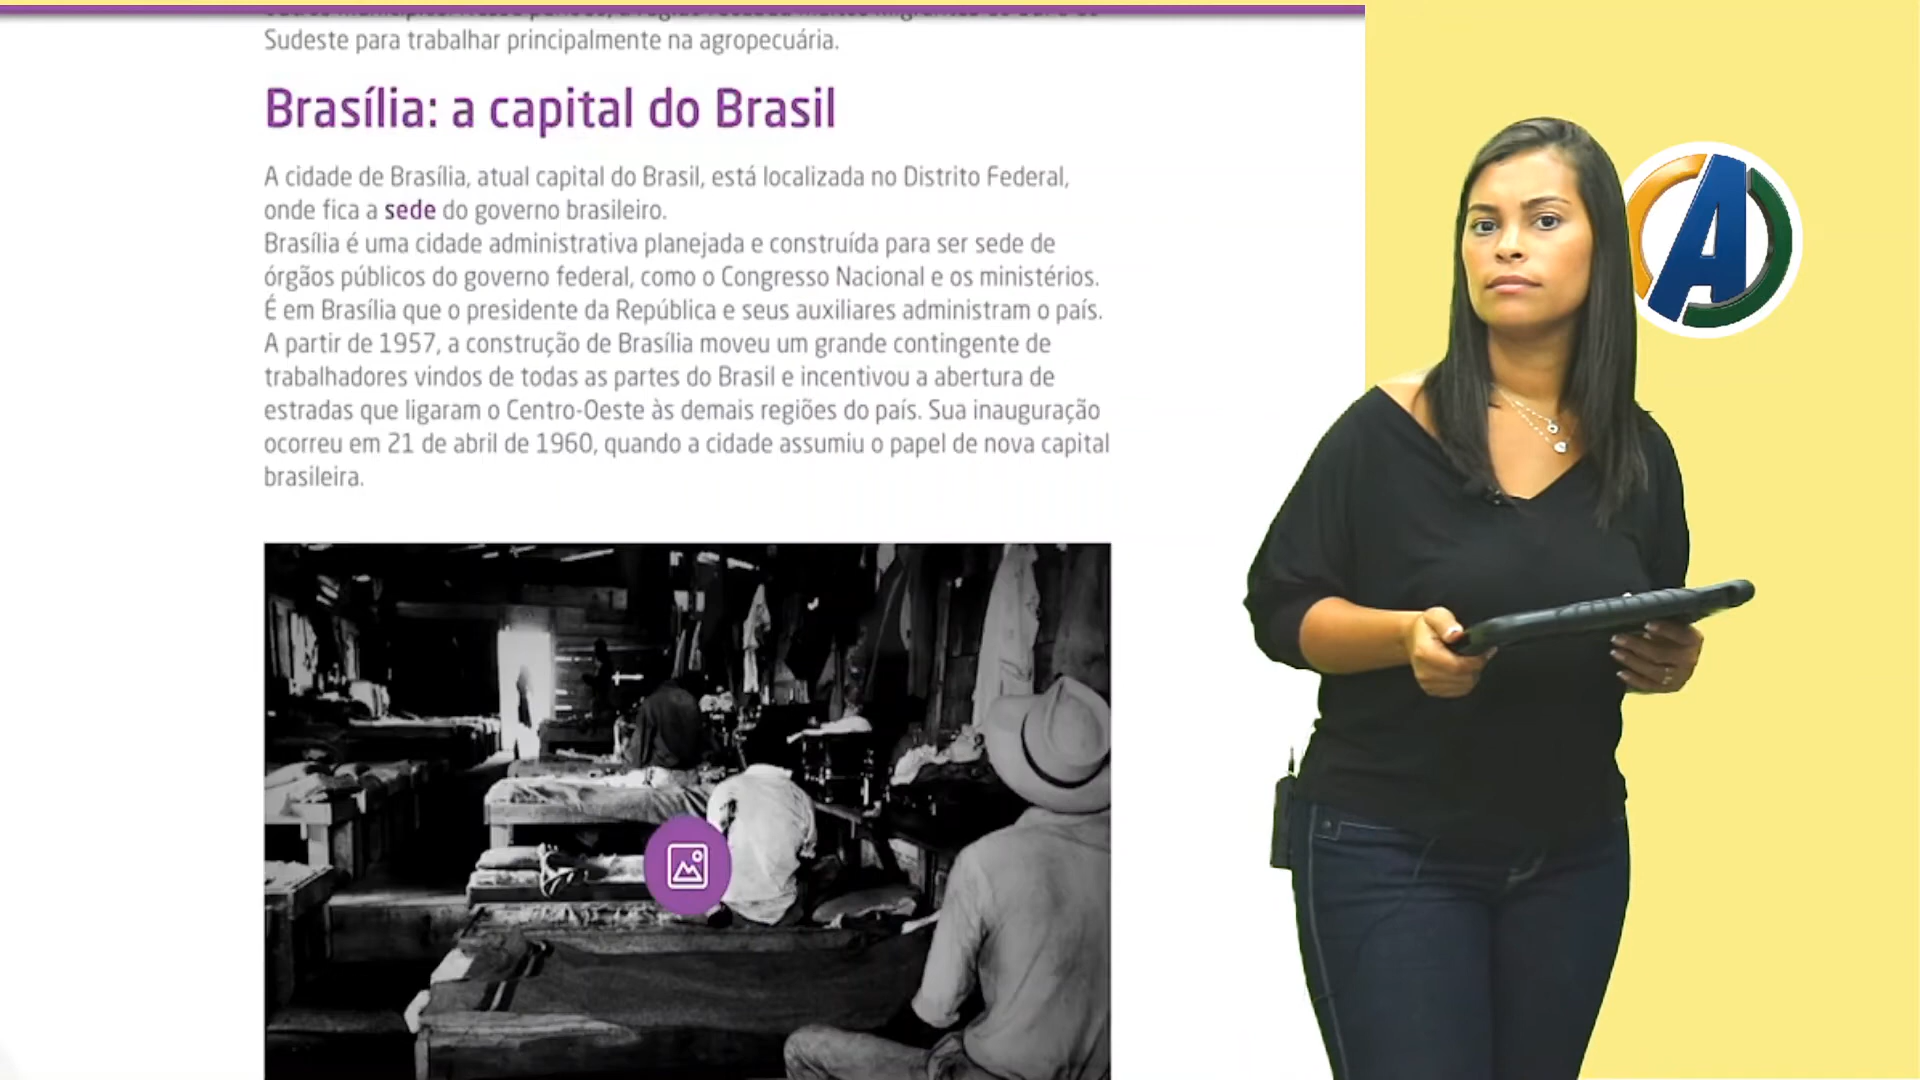 Sudeste para trabalhar principalmente na agropecuária.
Brasília: a capital do Brasil
A cidade de Brasília, atual capital do Brasil, está localizada no Distrito Federal,
onde fica a sede do governo brasileiro.
Brasília é uma cidade administrativa planejada e construída para ser sede de
órgãos públicos do governo federal, como o Congresso Nacional e os ministérios.
É em Brasília que o presidente da República e seus auxiliares administram o país.
A partir de 1957, a construção de Brasília moveu um grande contingente de
trabalhadores vindos de todas as partes do Brasil e incentivou a abertura de
estradas que ligaram o Centro-Oeste às demais regiões do país. Sua inauguração
ocorreu em 21 de abril de 1960, quando a cidade assumiu o papel de nova capital
brasileira.
A